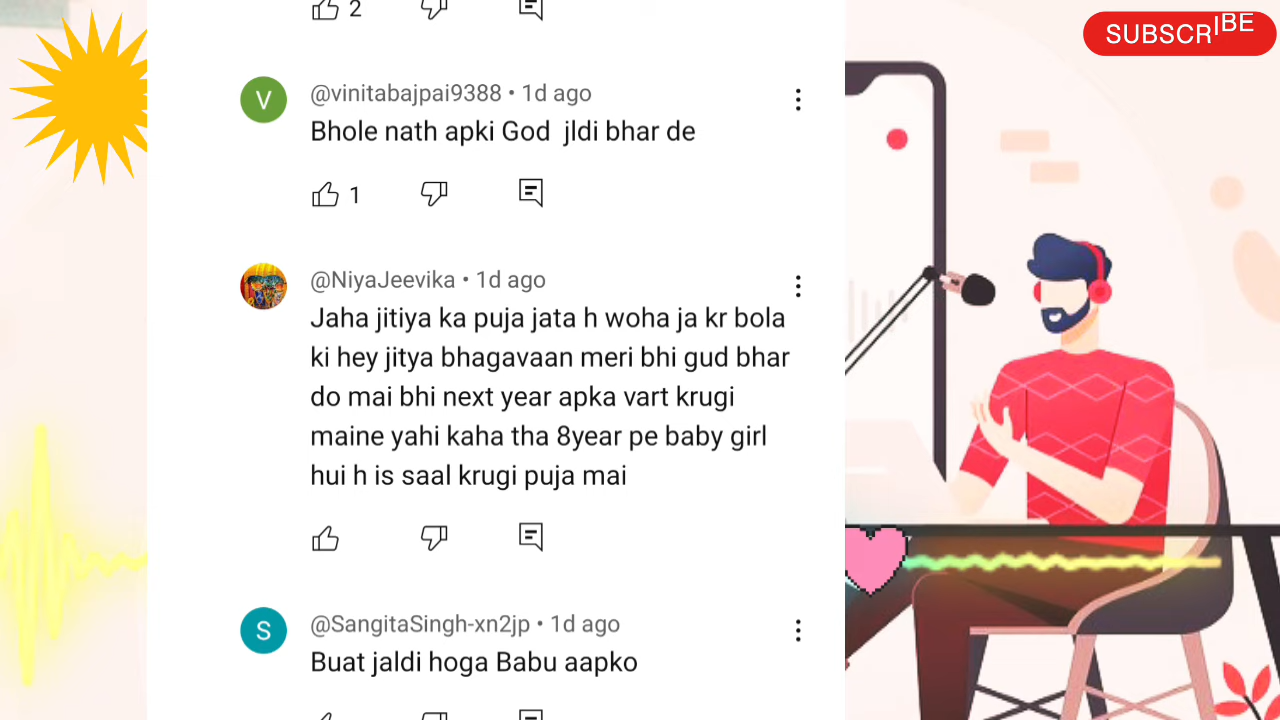 2
SUBSCRIBE
V
@vinitabajpai9388 • 1d ago
Bhole nath apki God jldi bhar de
1
@NiyaJeevika • 1d ago
Jaha jitiya ka puja jata h woha ja kr bola
ki hey jitya bhagavaan meri bhi gud bhar
do mai bhi next year apka vart krugi
maine yahi kaha tha 8year pe baby girl
hui h is saal krugi puja mai
S
@SangitaSingh-xn2jp • 1d ago
Buat jaldi hoga Babu aapko